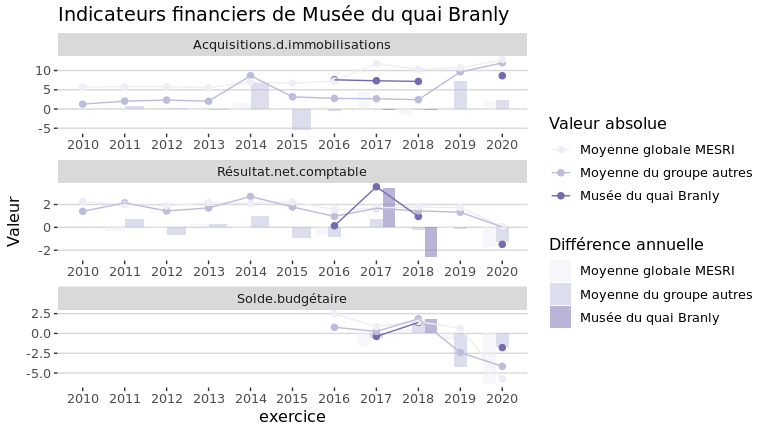 Indicateurs financiers de Musée du quai Branly
Acquisitions.d.immobilisations
10
5
0
-5
2010 2011 2012 2013 2014 2015 2016 2017 2018 2019 2020
Résultat.net.comptable
2
0
-2
2010 2011 2012 2013 2014 2015 2016 2017 2018 2019 2020
Solde.budgétaire
2.5
0.0
-2.5
-5.0
2010 2011 2012 2013 2014 2015 2016 2017 2018 2019 2020
exercice
Valeur
Valeur absolue
Moyenne globale MESRI
Moyenne du groupe autres
Musée du quai Branly
Différence annuelle
Moyenne globale MESRI
Moyenne du groupe autres
Musée du quai Branly